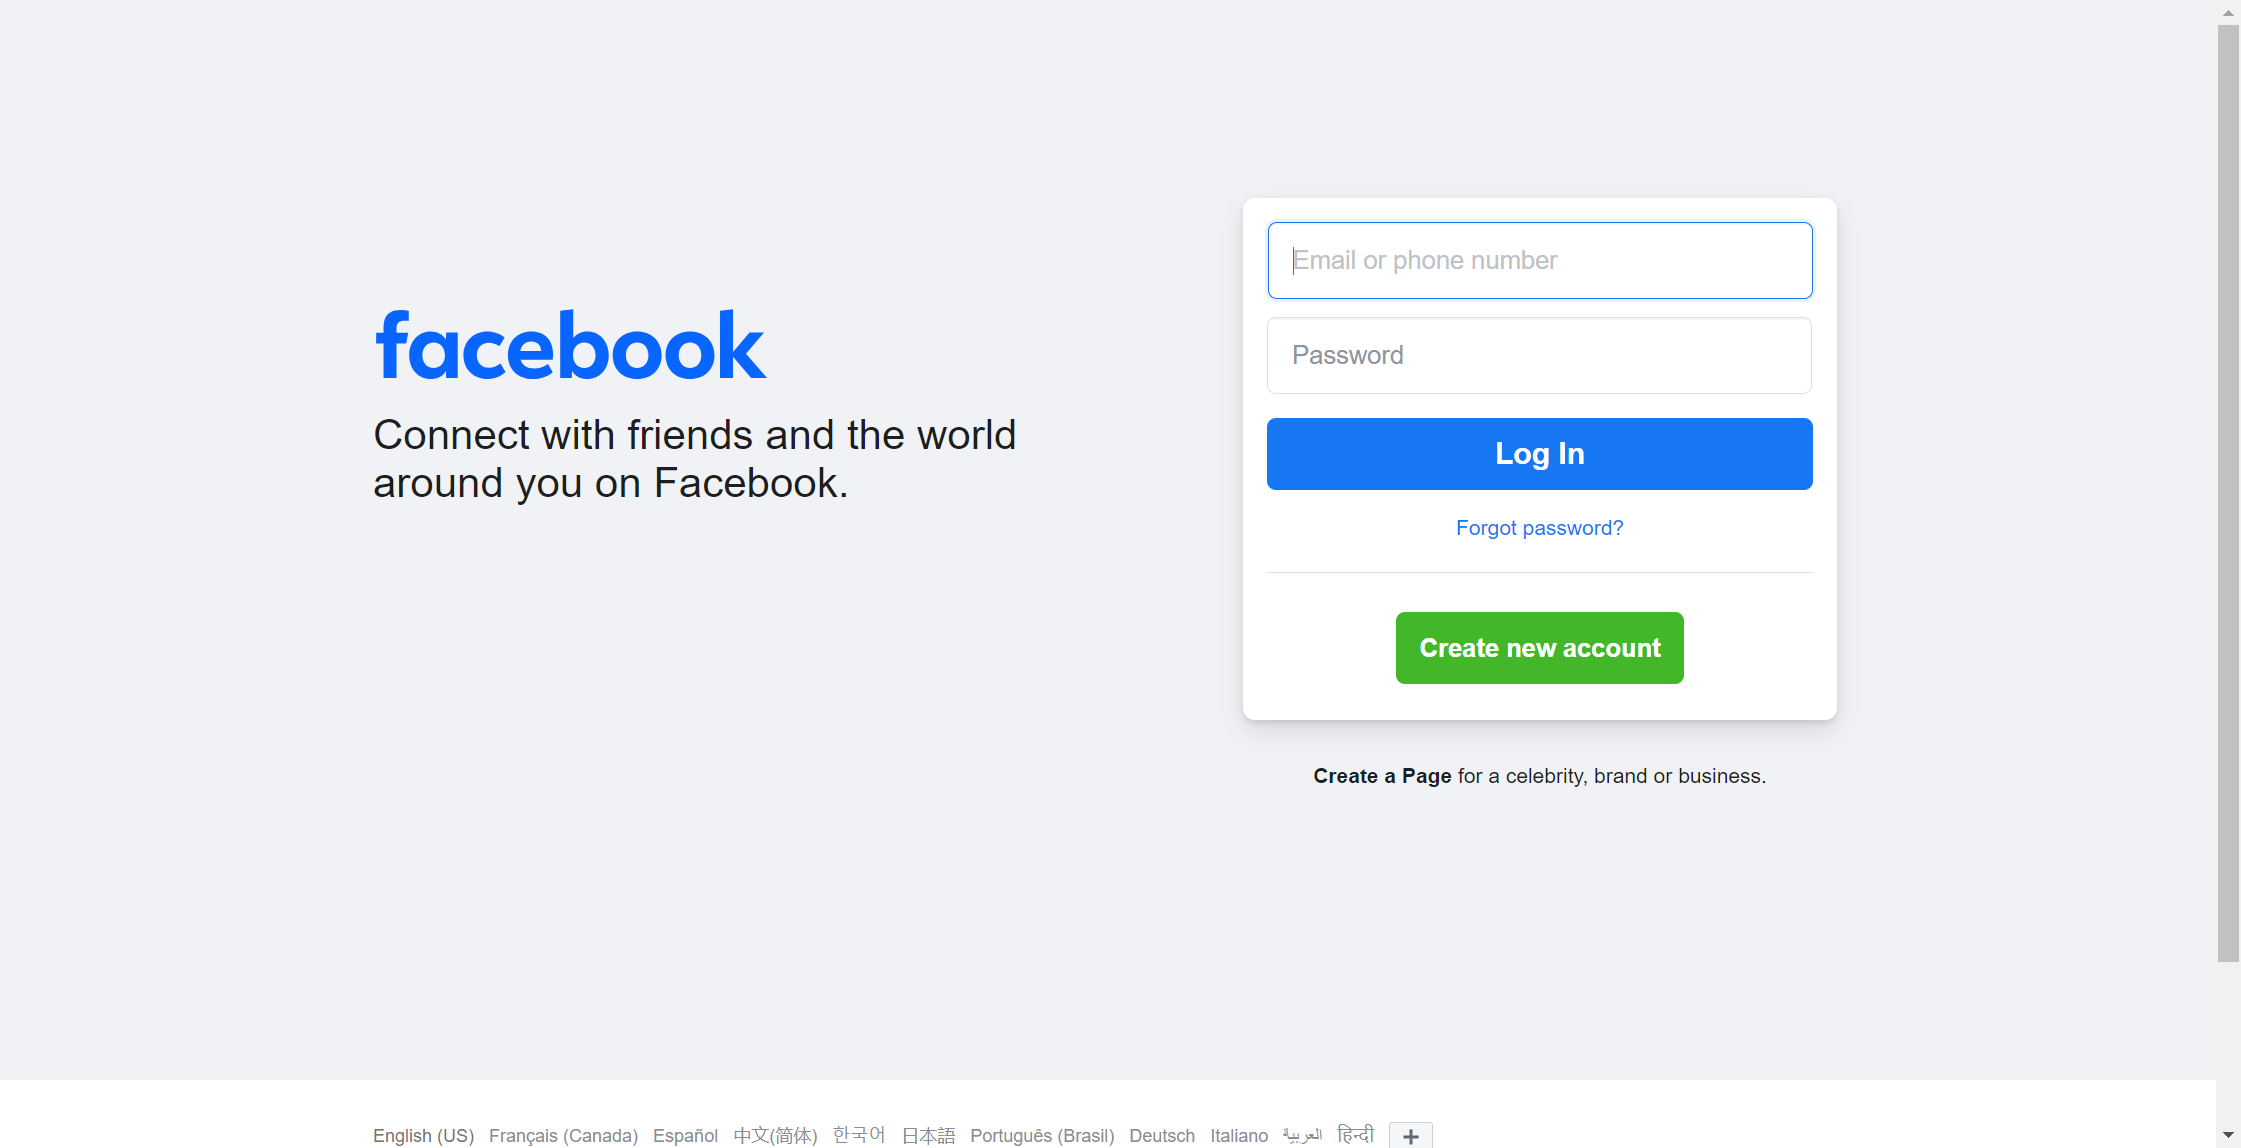 facebook
Connect with friends and the world
around you on Facebook.
Email or phone number
Password
Log In
Forgot password?
Create new account
Create a Page for a celebrity, brand or business.
English (US) Français (Canada) Español 中文(简体) 한국어 日本語 Português (Brasil) Deutsch Italiano العربية हिन्दी +